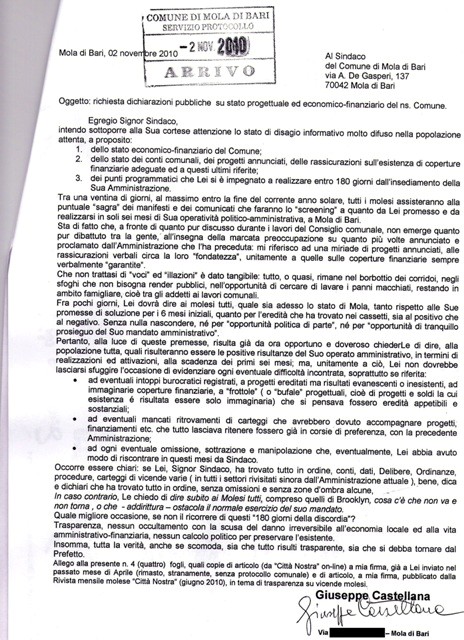 COMUNE DI MOLA DI BARI
SERVIZIO PROTOCOLLO
- 2 NOV. 2010
ARRIVO
Mola di Bari, 02 novembre 2010
Al Sindaco
del Comune di Mola di Bari
via A. De Gasperi, 137
70042 Mola di Bari
Oggetto: richiesta dichiarazioni pubbliche su stato progettuale ed economico-finanziario del ns. Comune.
Egregio Signor Sindaco,
intendo sottoporre alla Sua cortese attenzione lo stato di disagio informativo molto difuso nella popolazione
attenta, a proposito:
1. dello stato economico-finanziario del Comune;
2. dello stato dei conti comunali, dei progetti annunciati, delle rassicurazioni sull'esistenza di coperture
finanziarie adeguate ed a questi ultimi riferite;
3. dei punti programmatici che Lei si è impegnato a realizzare entro 180 giorni dall'insediamento della
Sua Amministrazione.
Tra una ventina di giorni, al massimo entro la fine del corrente anno solare, tutti i molesi assisteranno alla
puntuale "sagra" dei manifesti e dei comunicati che faranno lo "screening" a quanto da Lei promesso e da
realizzarsi in soli sei mesi di Sua operatività politico-amministrativa, a Mola di Bari.
Sta di fatto che, a fronte di quanto pur discusso durante i lavori del Consiglio comunale, non emerge quanto
pur dibattuto tra la gente, all'insegna della marcata preoccupazione su quanto più volte annunciato e
proclamato dall'Amministrazione che l'ha preceduta: mi riferisco ad una miriade di progetti annunciati, alle
rassicurazioni verbali circa la loro "fondatezza", unitamente a quelle sulle coperture finanziarie sempre
verbalmente "garantite".
Che non trattasi di "voci" ed "illazioni" è dato tangibile: tutto, o quasi, rimane nel borbottio dei corridoi, negli
sfoghi che non bisogna render pubblici, nell'opportunità di cercare di lavare i panni macchiati, restando in
ambito famigliare, cioè tra gli addetti ai lavori comunali.
Fra pochi giorni, Lei dovrà dire ai molesi tutti, quale sia adesso lo stato di Mola, tanto rispetto alle Sue
promesse di soluzione per i 6 mesi iniziali, quanto per l'eredità che ha trovato nei cassetti, sia al positivo che
al negativo. Senza nulla nascondere, né per "opportunità politica di parte", né per "opportunità di tranquillo
prosieguo del Suo mandato amministrativo".
Pertanto, alla luce di queste premesse, risulta già da ora opportuno e doveroso chiederLe di dire, alla
popolazione tutta, quali risulteranno essere le positive risultanze del Suo operato amministrativo, in termini di
realizzazioni ed attivazioni, alla scadenza dei primi sei mesi; ma, unitamente a ciò, Lei non dovrebbe
lasciarsi sfuggire l'occasione di evidenziare ogni eventuale difficoltà incontrata, soprattutto se riferita:
• ad eventuali intoppi burocratici registrati, a progetti ereditati ma risultati evanescenti o inesistenti, ad
immaginarie coperture finanziarie, a "frottole" ( o "bufale" progettuali, cioè di progetti e soldi la cui
esistenza é risultata essere solo immaginaria) che si pensava fossero eredità appetibili e
sostanziali;
• ad eventuali mancati ritrovamenti di carteggi che avrebbero dovuto accompagnare progetti,
finanziamenti etc. che tutto lasciava ritenere fossero già in corsie di preferenza, con la precedente
Amministrazione;
• ad ogni eventuale omissione, sottrazione e manipolazione che, eventualmente, Lei abbia avuto
modo di riscontrare in questi mesi da Sindaco.
Occorre essere chiari: se Lei, Signor Sindaco, ha trovato tutto in ordine, conti, dati, Delibere, Ordinanze,
procedure, carteggi di vicende varie ( in tutti i settori rivisitati sinora dall'Amministrazione attuale ), bene, dica
e dichiari che ha trovato tutto in ordine, senza omissioni e senza zone d'ombra alcune,
In caso contrario, Le chiedo di dire subito ai Molesi tutti, compreso quelli di Brooklyn, cosa c'è che non va e
non torna , o che - addirittura – ostacola il normale esercizio del suo mandato.
Quale migliore occasione, se non il ricorrere di questi "180 giorni della discordia"?
Trasparenza, nessun occultamento con la scusa del danno irreversibile all'economia locale ed alla vita
amministrativa-finanziaria, nessun calcolo politico per preservare l'esistente.
Insomma, tutta la verità, anche se scomoda, sia che tutto risulti trasparente, sia che si debba tornare dal
Prefetto.
Allego alla presente n. 4 (quattro) fogli, quali copie di articolo (da "Città Nostra" on-line) a mia firma, già a Lei inviato nel
passato mese di Aprile (rimasto, stranamente, senza protocollo comunale) e di articolo, a mia firma, pubblicato dalla
Rivista mensile molese "Città Nostra" (giugno 2010), in tema di trasparenza su vicende molesi.
Giuseppe Castellana
Giuseppe Castellana
Via – Mola di Bari